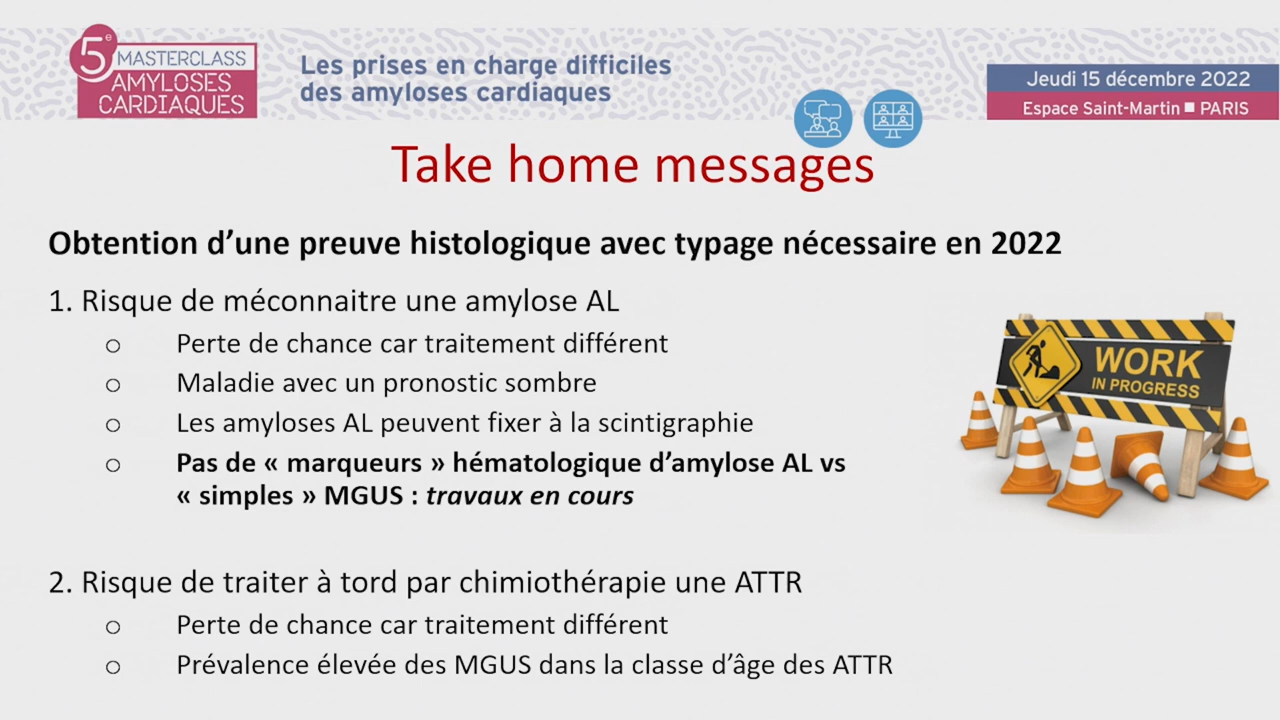 5e MASTERCLASS
AMYLOSES
CARDIAQUES
Les prises en charge difficiles
des amyloses cardiaques
Jeudi 15 décembre 2022
Espace Saint-Martin ■ PARIS
Take home messages
Obtention d’une preuve histologique avec typage nécessaire en 2022
1. Risque de méconnaitre une amylose AL
o Perte de chance car traitement différent
o Maladie avec un pronostic sombre
o Les amyloses AL peuvent fixer à la scintigraphie
o Pas de « marqueurs » hématologique d’amylose AL vs
« simples » MGUS : travaux en cours
WORK
IN PROGRESS
2. Risque de traiter à tord par chimiothérapie une ATTR
o Perte de chance car traitement différent
o Prévalence élevée des MGUS dans la classe d’âge des ATTR